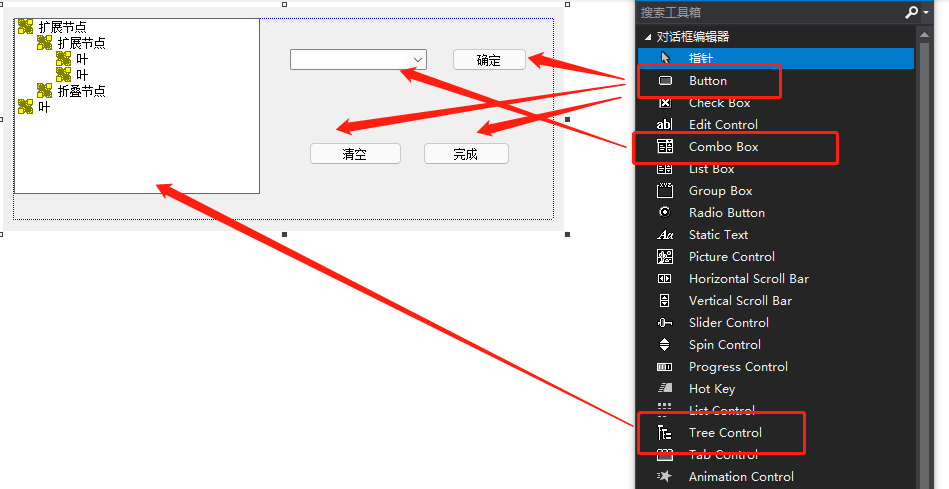 扩展节点
扩展节点
叶
叶
折叠节点
叶
确定
清空
完成
搜索工具箱
对话框编辑器
指针
Button
Check Box
Edit Control
Combo Box
List Box
Group Box
Radio Button
Static Text
Picture Control
Horizontal Scroll Bar
Vertical Scroll Bar
Slider Control
Spin Control
Progress Control
Hot Key
List Control
Tree Control
Tab Control
Animation Control